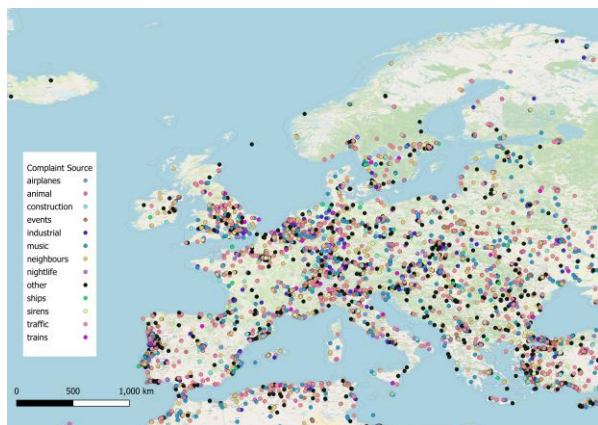 Complaint Source
airplanes
animal
construction
events
industrial
music
neighbours
nightlife
other
ships
sirens
traffic
trains
0 500 1,000 km